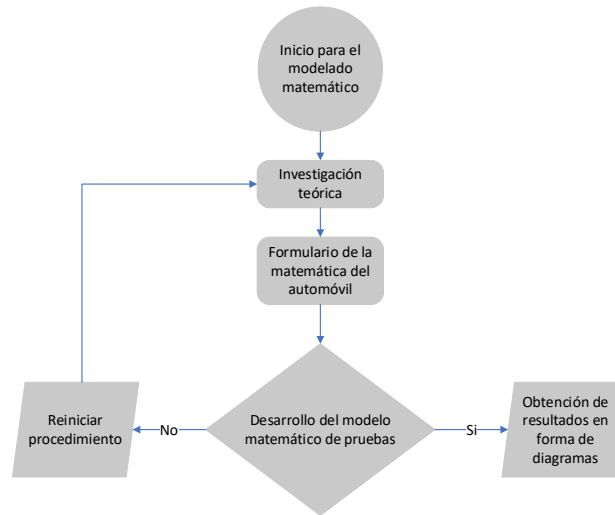 Inicio para el
modelado
matemático
Investigación
teórica
Formulario de la
matemática del
automóvil
Desarrollo del modelo
matemático de pruebas
No
Reiniciar
procedimiento
Si
Obtención de
resultados en
forma de
diagramas